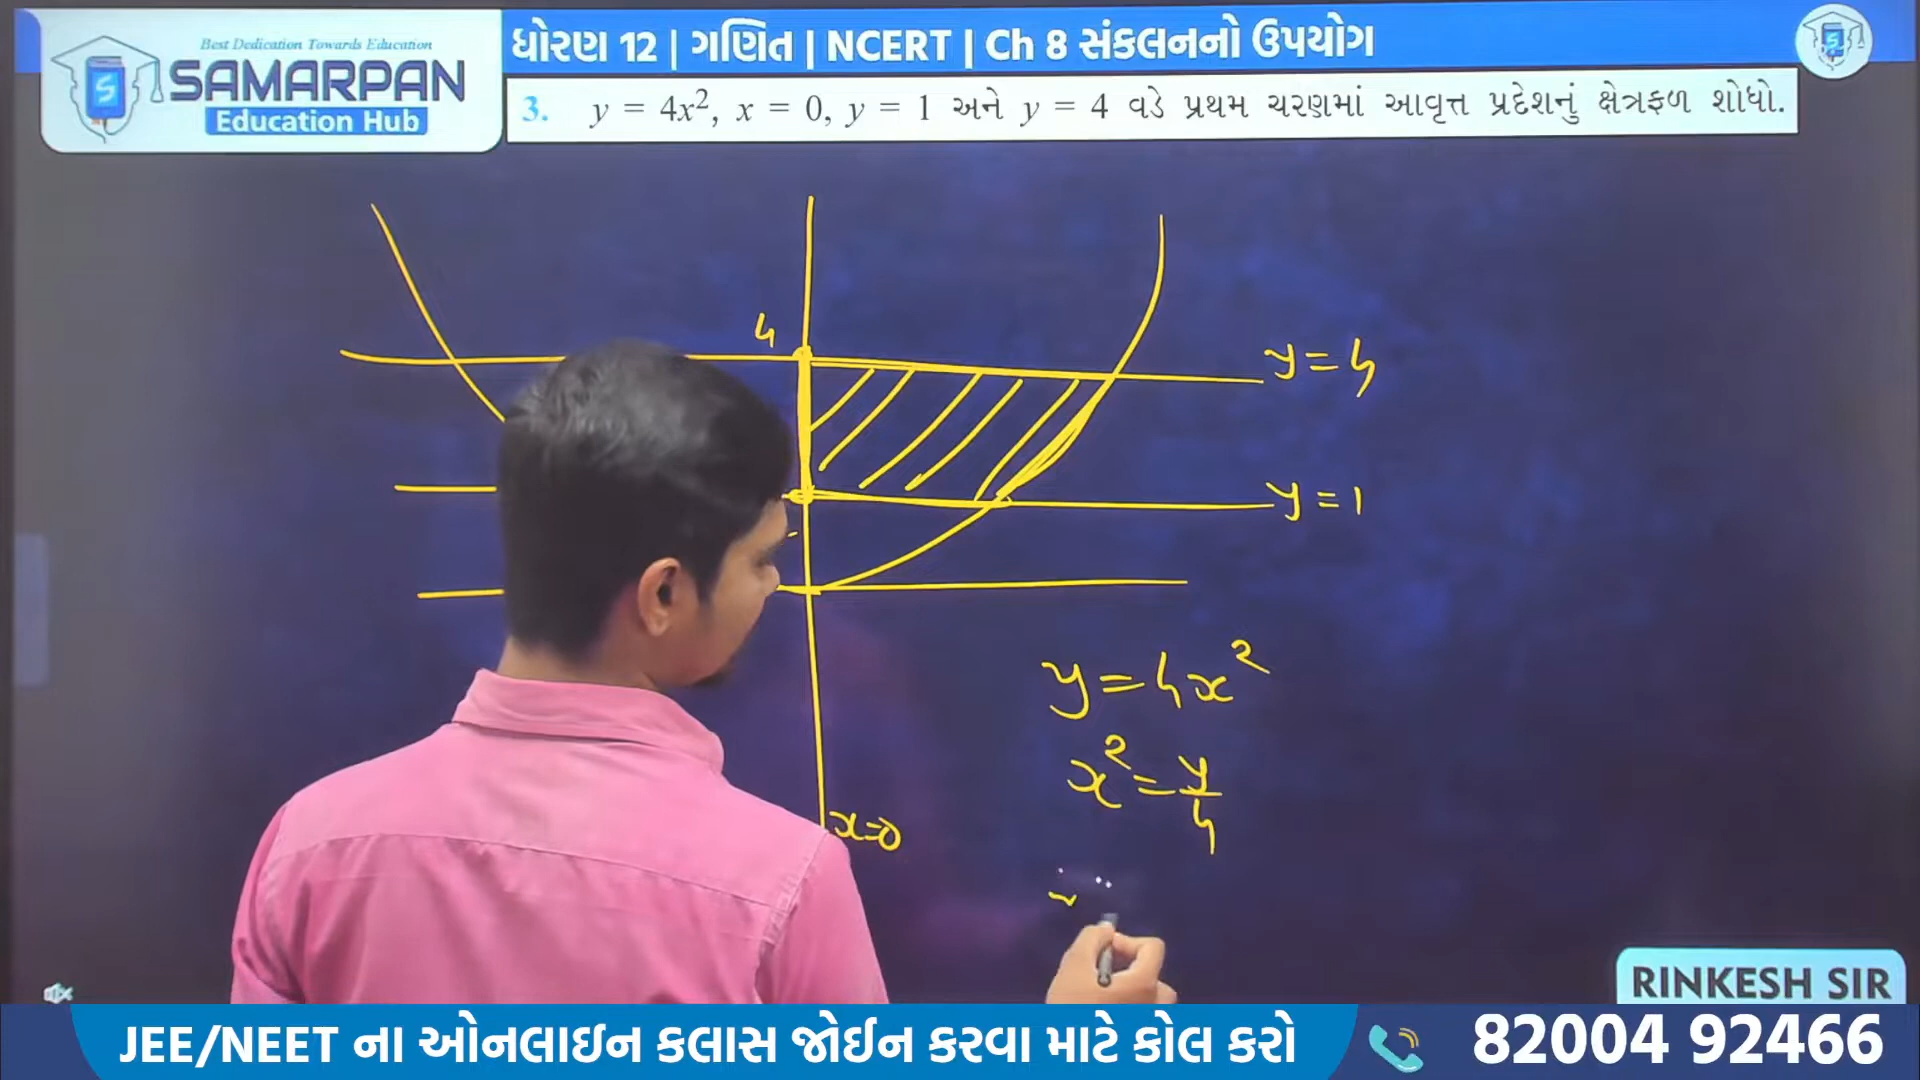 Best Dedication Towards Education
SAMARPAN
Education Hub
ધોરણ 12 | ગણિત | NCERT | Ch 8 સંકલનનો ઉપયોગ
3. y = 4x², x = 0, y = 1 અને y = 4 વડે પ્રથમ ચરણમાં આવૃત્ત પ્રદેશનું ક્ષેત્રફળ શોધો.
4
y = 4
y = 1
y = 4x²
x² = y/4
x=0
RINKESH SIR
JEE/NEET ના ઓનલાઇન કલાસ જોઈન કરવા માટે કોલ કરો
82004 92466